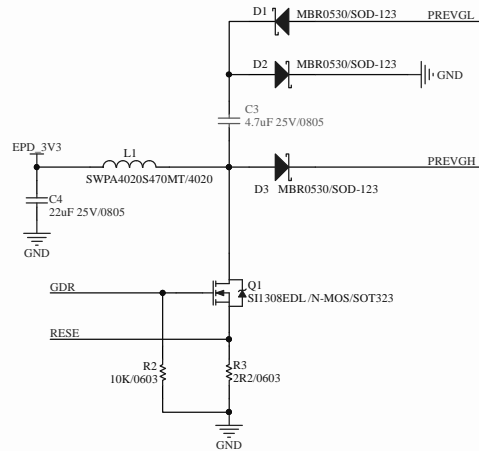 D1 MBR0530/SOD-123 PREVGL
D2 MBR0530/SOD-123
GND
C3
4.7uF 25V/0805
EPD_3V3
L1
SWPA4020S470MT/4020
PREVGH
D3 MBR0530/SOD-123
C4
22uF 25V/0805
GND
GDR
Q1
SI1308EDL /N-MOS/SOT323
RESE
R2
10K/0603
R3
2R2/0603
GND